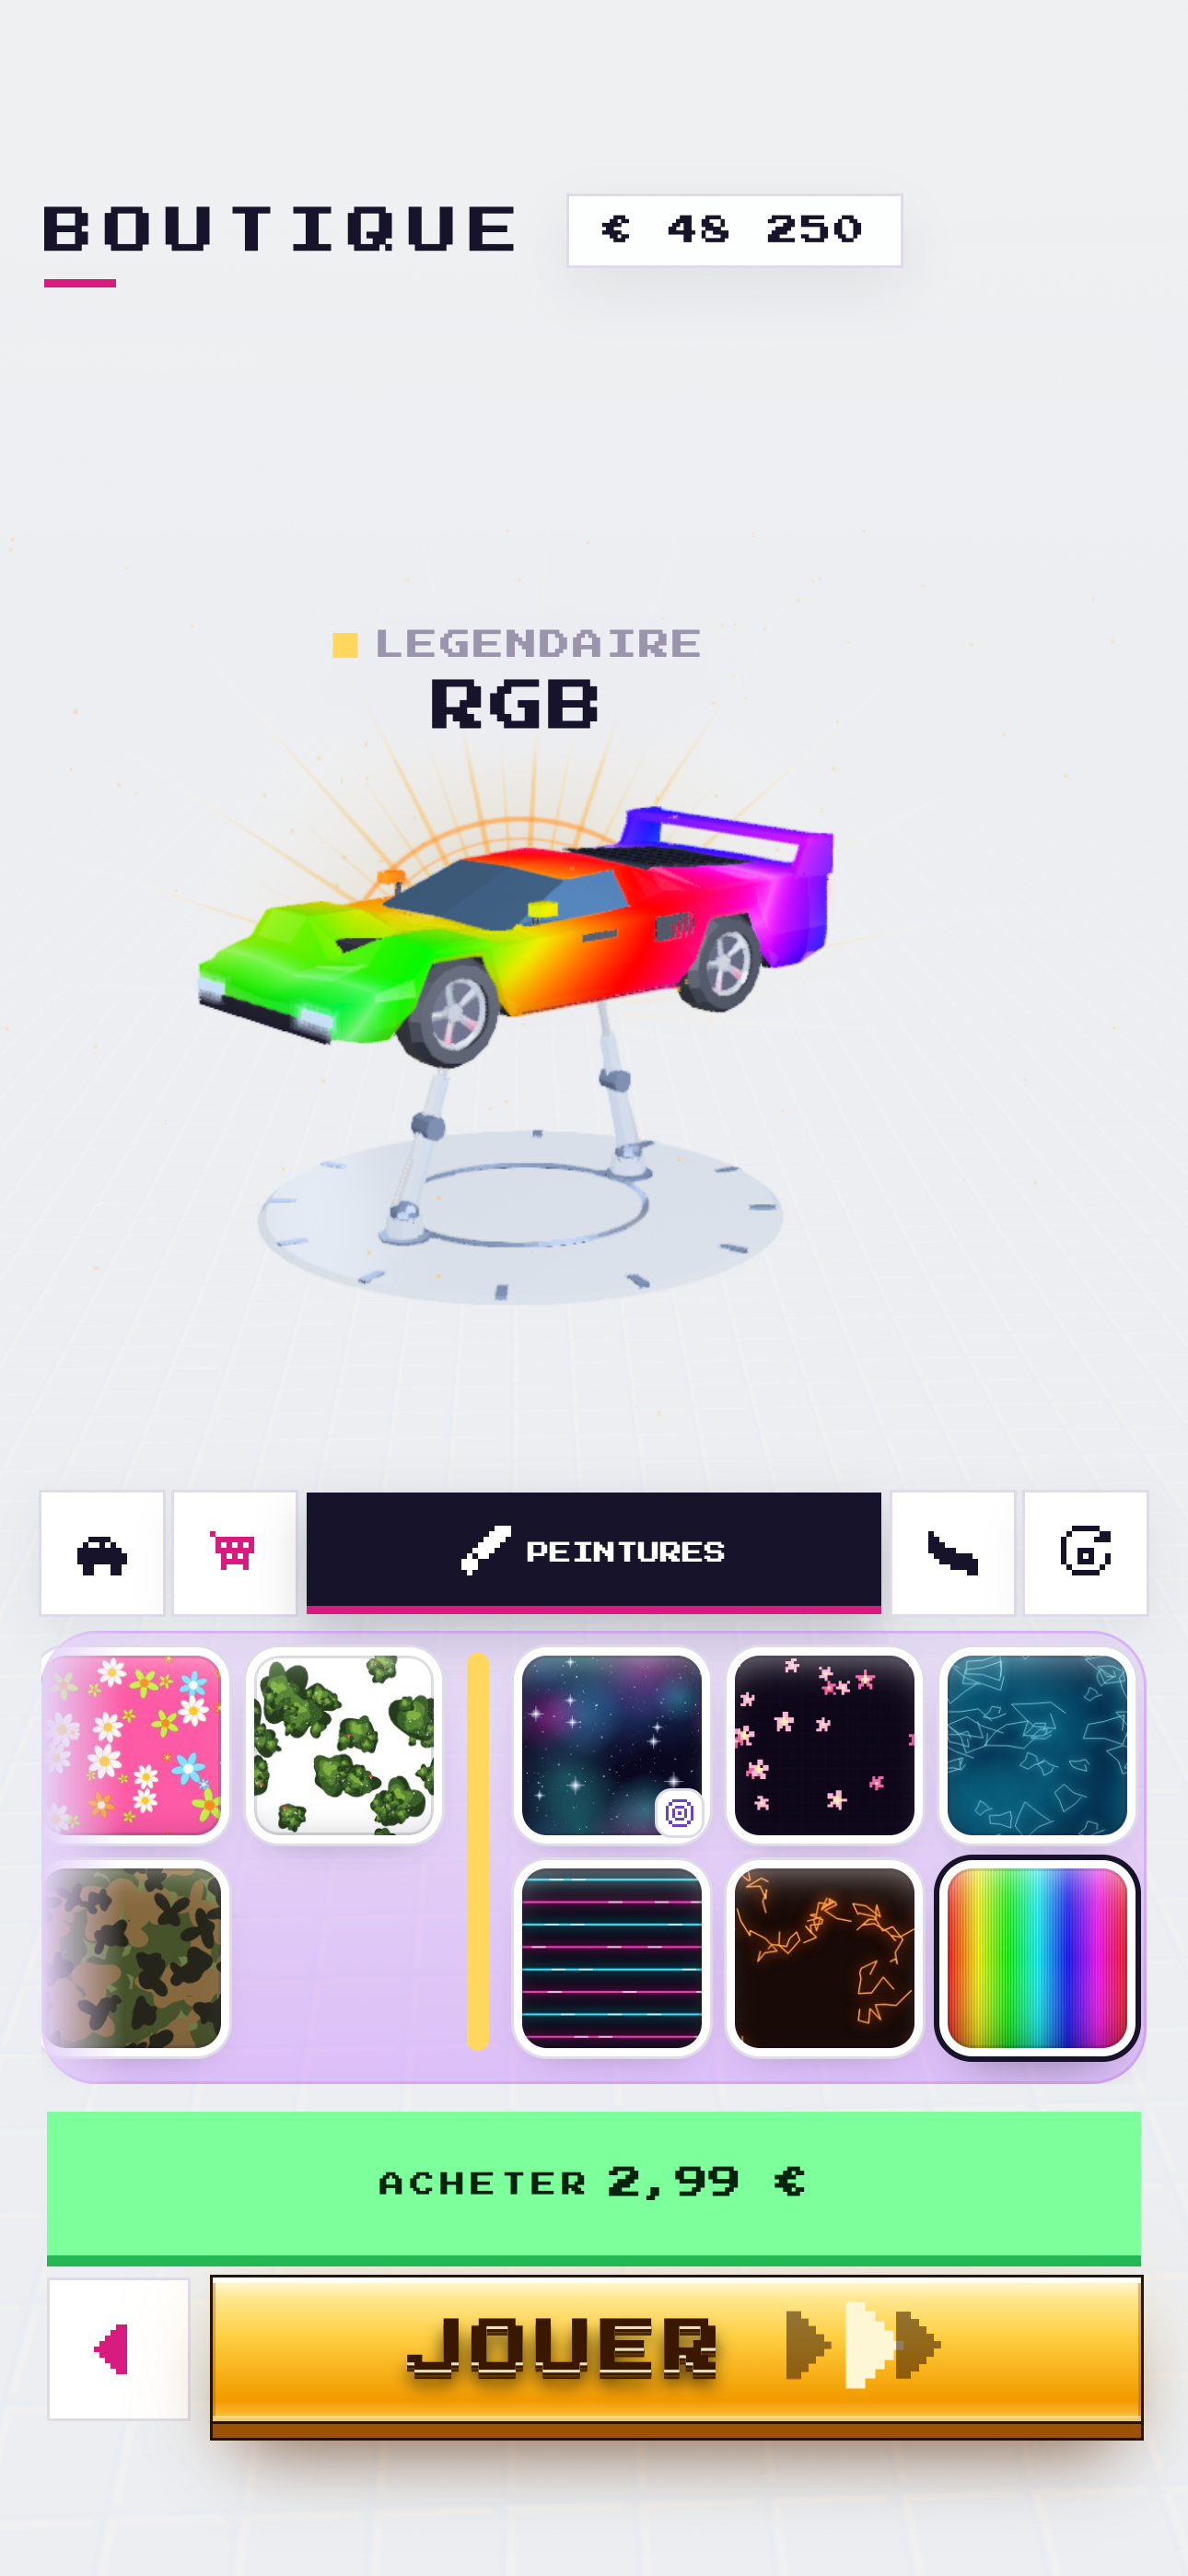 BOUTIQUE
€ 48 250
LEGENDAIRE
RGB
PEINTURES
ACHETER 2,99 €
JOUER